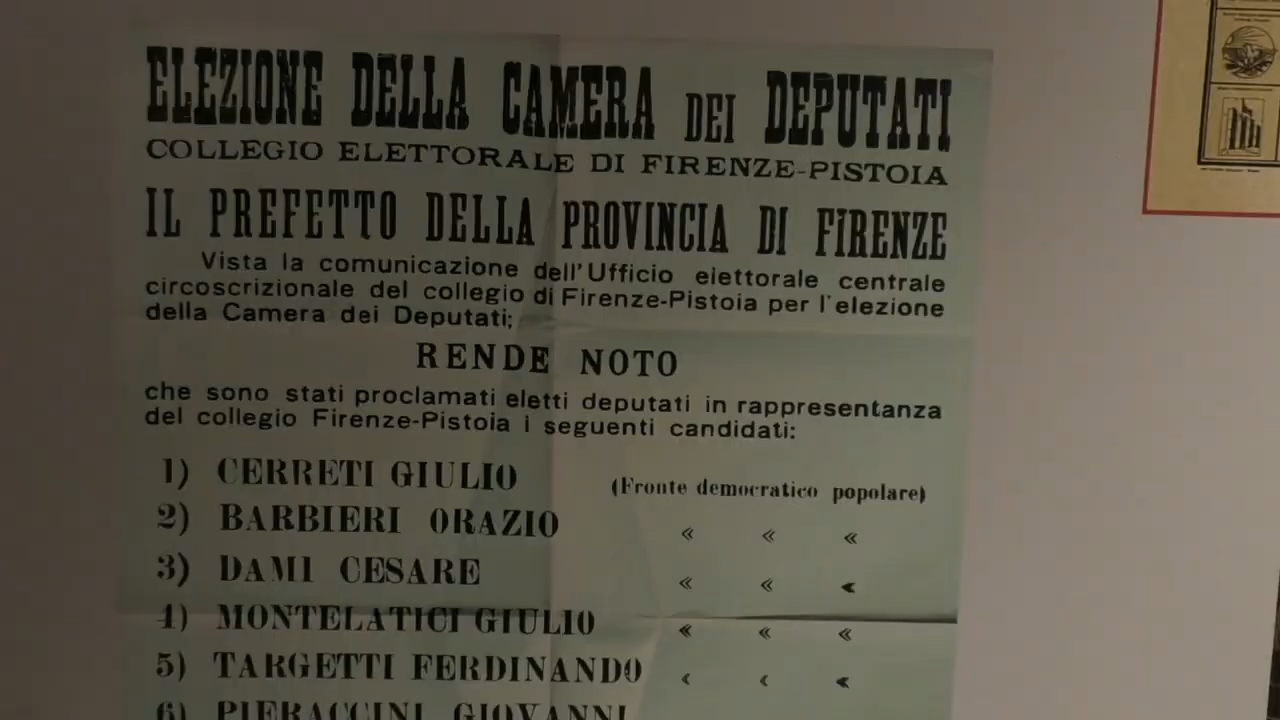 ELEZIONE DELLA CAMERA DEI DEPUTATI
COLLEGIO ELETTORALE DI FIRENZE-PISTOIA
IL PREFETTO DELLA PROVINCIA DI FIRENZE
Vista la comunicazione dell'Ufficio elettorale centrale
circoscrizionale del collegio di Firenze-Pistoia per l'elezione
della Camera dei Deputati;
RENDE NOTO
che sono stati proclamati eletti deputati in rappresentanza
del collegio Firenze-Pistoia i seguenti candidati:
1) CERRETI GIULIO (Fronte democratico popolare)
2) BARBIERI ORAZIO « « «
3) DAMI CESARE « « «
4) MONTELATICI GIULIO « « «
5) TARGETTI FERDINANDO ‹ ‹ «
6) PIERACCINI GIOVANNI